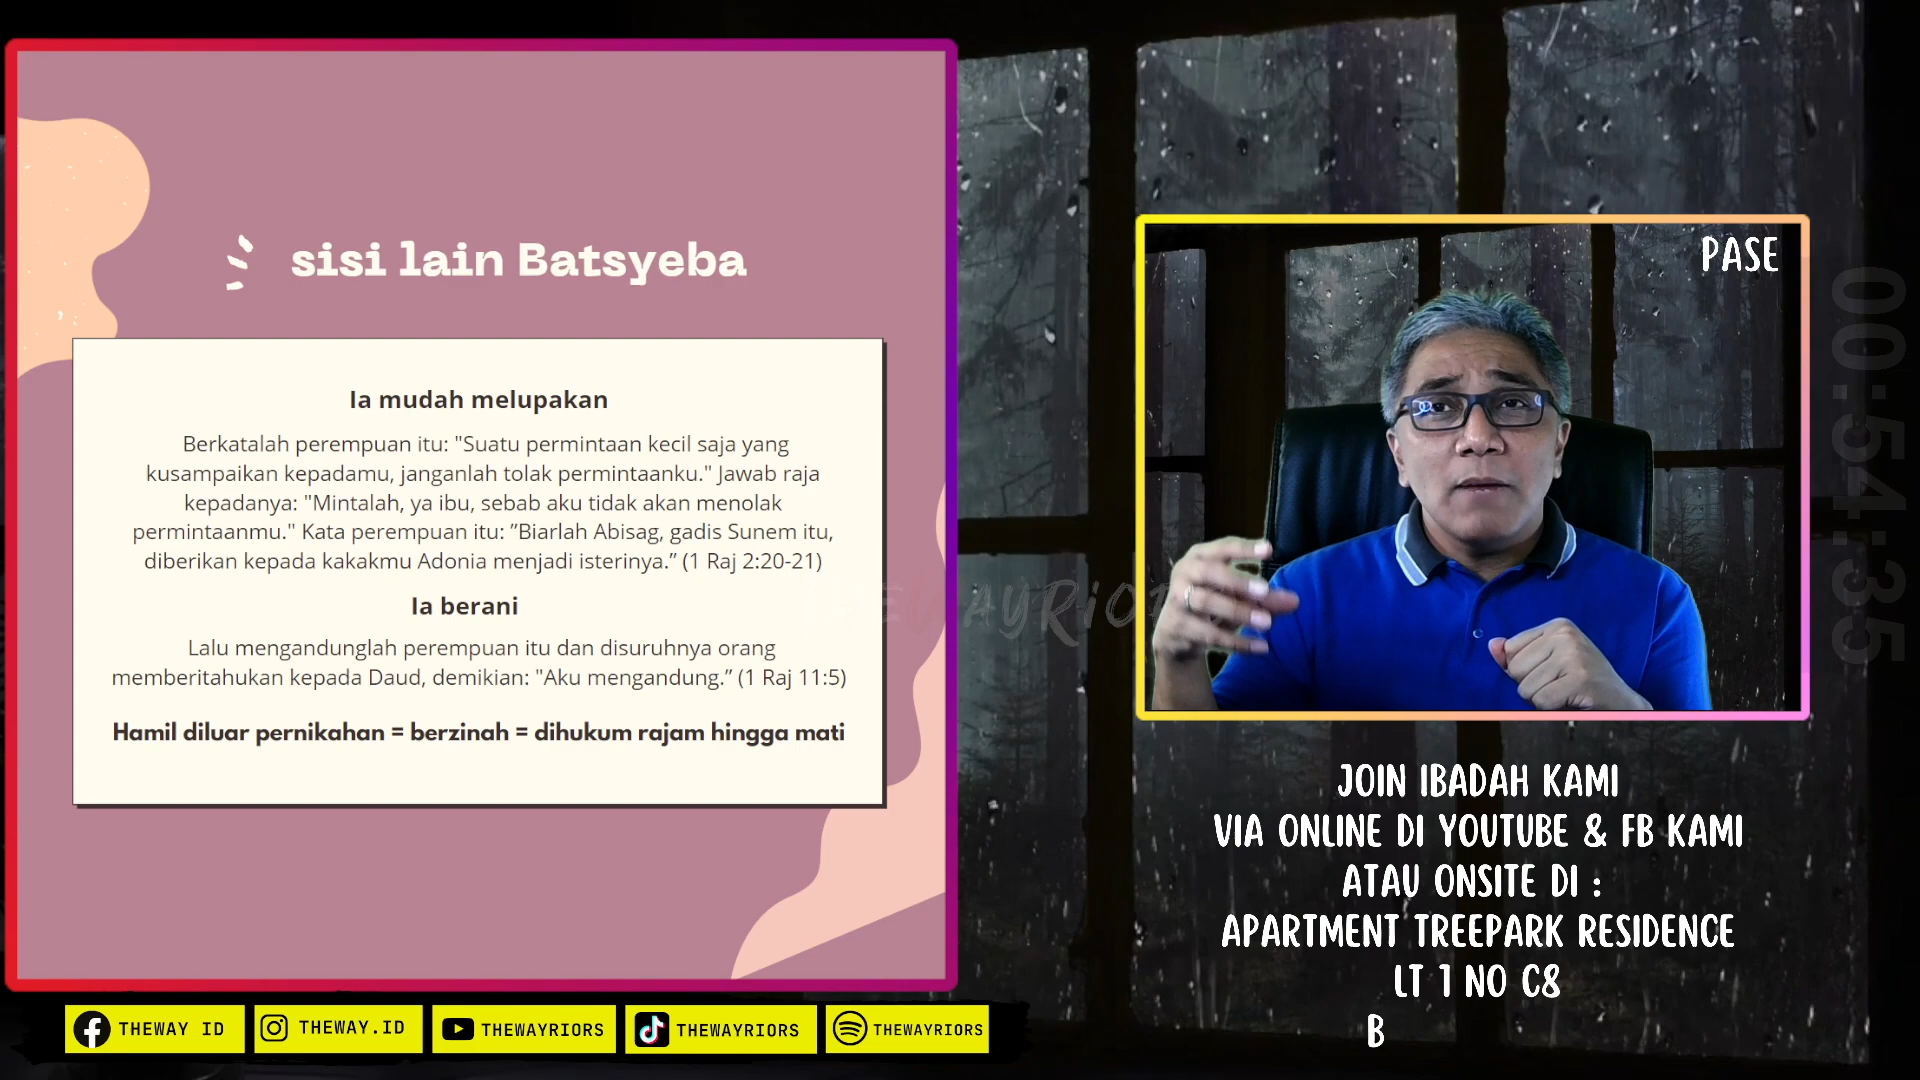 sisi lain Batsyeba
Ia mudah melupakan
Berkatalah perempuan itu: "Suatu permintaan kecil saja yang
kusampaikan kepadamu, janganlah tolak permintaanku." Jawab raja
kepadanya: "Mintalah, ya ibu, sebab aku tidak akan menolak
permintaanmu." Kata perempuan itu: ”Biarlah Abisag, gadis Sunem itu,
diberikan kepada kakakmu Adonia menjadi isterinya.” (1 Raj 2:20-21)
Ia berani
Lalu mengandunglah perempuan itu dan disuruhnya orang
memberitahukan kepada Daud, demikian: "Aku mengandung.” (1 Raj 11:5)
Hamil diluar pernikahan = berzinah = dihukum rajam hingga mati
THEWAY ID
THEWAY.ID
THEWAYRIORS
THEWAYRIORS
THEWAYRIORS
PASE
00:54:35
JOIN IBADAH KAMI
VIA ONLINE DI YOUTUBE & FB KAMI
ATAU ONSITE DI :
APARTMENT TREEPARK RESIDENCE
LT 1 NO C8
B